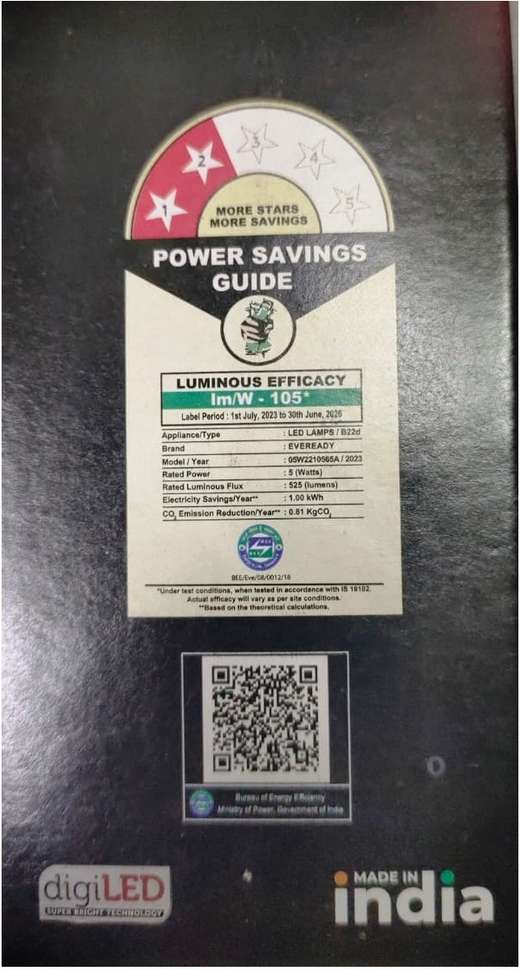 1 2 3 4 5
MORE STARS
MORE SAVINGS
POWER SAVINGS
GUIDE
LUMINOUS EFFICACY
lm/W - 105*
Label Period : 1st July, 2023 to 30th June, 2026
Appliance/Type : LED LAMPS / B22d
Brand : EVEREADY
Model / Year : 05W2210565A / 2023
Rated Power : 5 (Watts)
Rated Luminous Flux : 525 (lumens)
Electricity Savings/Year** : 1.00 kWh
CO₂ Emission Reduction/Year** : 0.81 KgCO₂
BEE/Eve/08/0012/18
*Under test conditions, when tested in accordance with IS 16102.
Actual efficacy will vary as per site conditions.
**Based on the theoretical calculations.
Bureau of Energy Efficiency
Ministry of Power, Government of India
digiLED
SUPER BRIGHT TECHNOLOGY
MADE IN
india